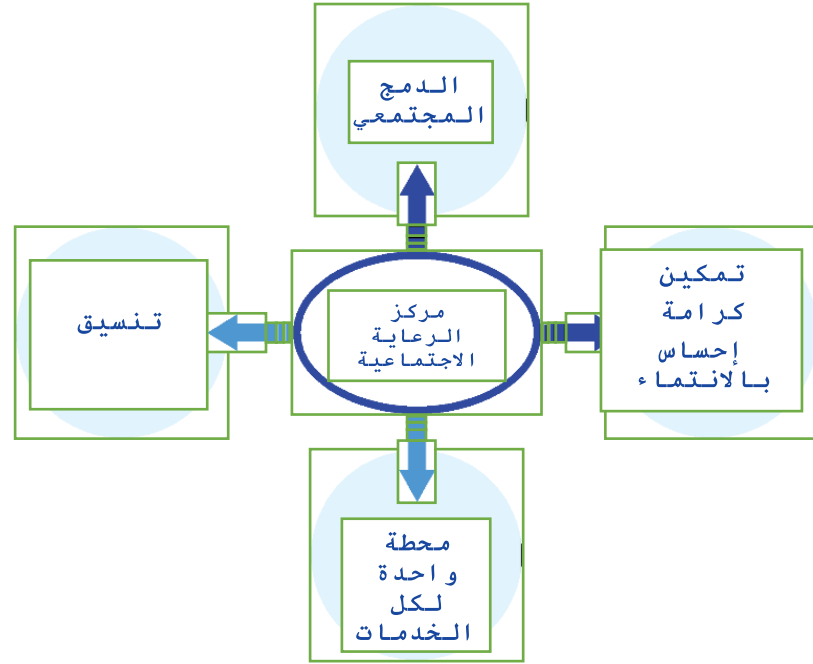 الدمج
المجتمعي
تمكين
كرامة
إحساس
بالانتماء
مركز
الرعاية
الاجتماعية
تنسيق
محطة
واحدة
لكل
الخدمات